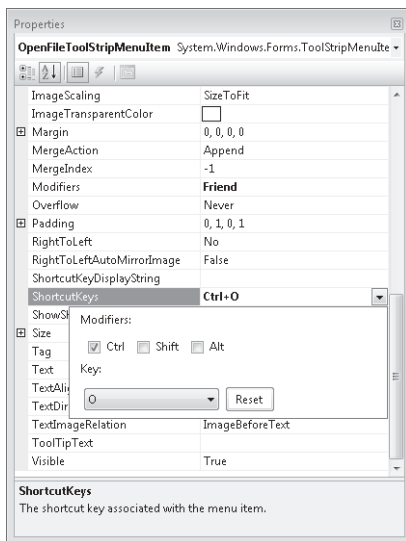 Properties
OpenFileToolStripMenuItem System.Windows.Forms.ToolStripMenuIte
ImageScaling SizeToFit
ImageTransparentColor
Margin 0, 0, 0, 0
MergeAction Append
MergeIndex -1
Modifiers Friend
Overflow Never
Padding 0, 1, 0, 1
RightToLeft No
RightToLeftAutoMirrorImage False
ShortcutKeyDisplayString
ShortcutKeys Ctrl+O
ShowSh
Modifiers:
Size
Ctrl Shift Alt
Tag
Text Key:
TextAlig
O Reset
TextDir
TextImageRelation ImageBeforeText
ToolTipText
Visible True
ShortcutKeys
The shortcut key associated with the menu item.